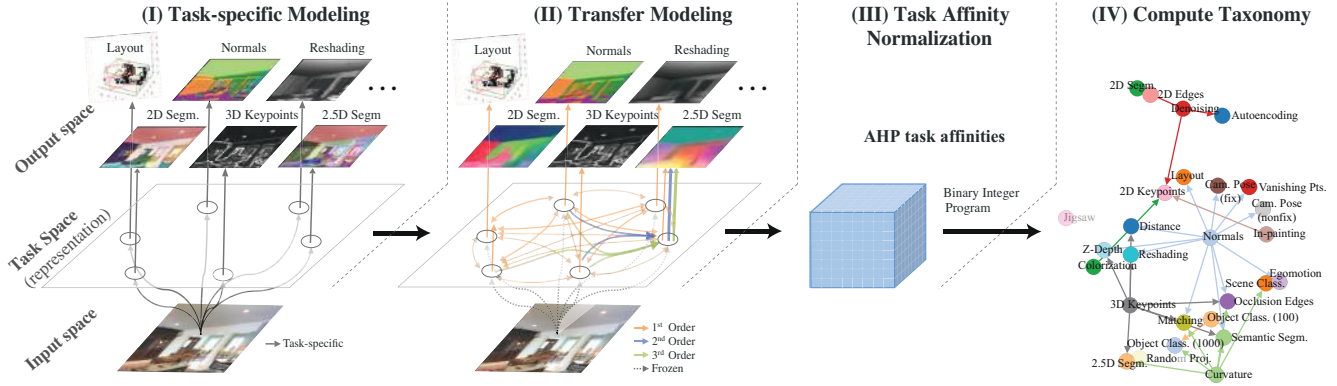 (I) Task-specific Modeling
(II) Transfer Modeling
(III) Task Affinity
Normalization
(IV) Compute Taxonomy
Output space
Task Space
(representation)
Input space
Layout
Normals
Reshading
...
2D Segm.
3D Keypoints
2.5D Segm
Task-specific
Layout
Normals
Reshading
...
2D Segm.
3D Keypoints
2.5D Segm
1st Order
2nd Order
3rd Order
Frozen
AHP task affinities
Binary Integer
Program
2D Segm.
2D Edges
Denoising
Autoencoding
Layout
2D Keypoints
Cam. Pose
(fix)
Vanishing Pts.
Cam. Pose
(nonfix)
Jigsaw
Distance
Normals
In-painting
Z-Depth
Reshading
Colorization
Egomotion
Scene Class.
3D Keypoints
Occlusion Edges
Matching
Object Class. (100)
Semantic Segm.
Object Class. (1000)
2.5D Segm.
Random Proj.
Curvature